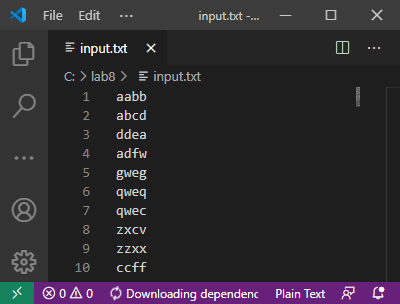 File Edit ... input.txt -...
input.txt
C: > lab8 > input.txt
1 aabb
2 abcd
3 ddea
4 adfw
5 gweg
6 qweq
7 qwec
8 zxcv
9 zzxx
10 ccff
0 0 Downloading dependenc Plain Text